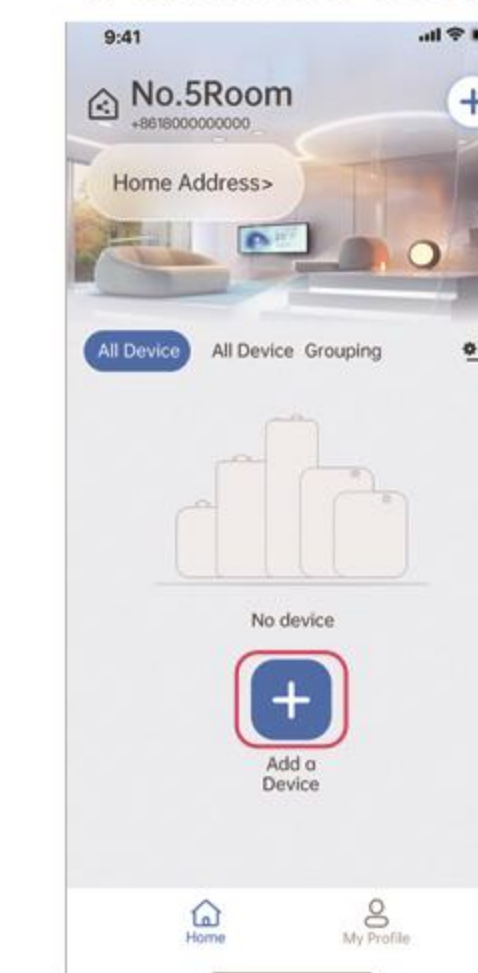 9:41
No.5Room
+8618000000000
Home Address>
All Device All Device Grouping
No device
Add a
Device
Home My Profile